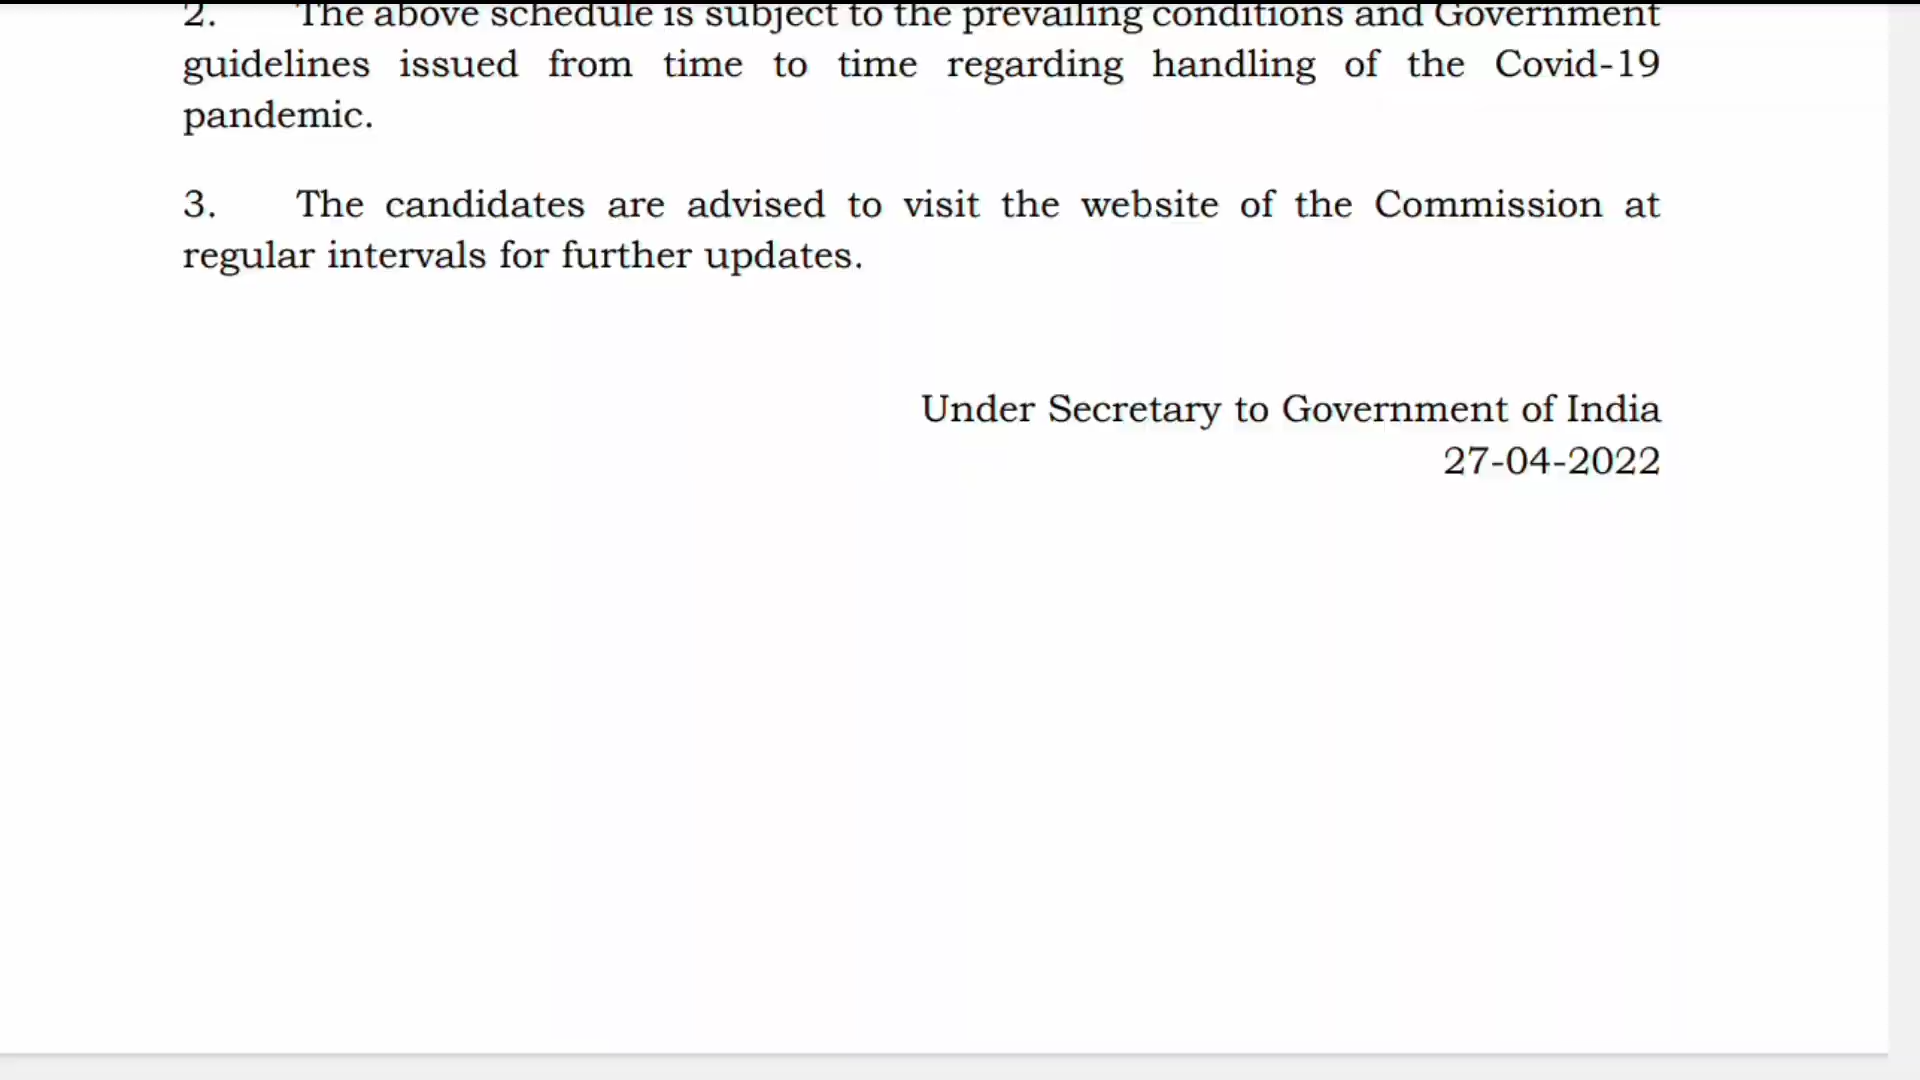 2. The above schedule is subject to the prevailing conditions and Government
guidelines issued from time to time regarding handling of the Covid-19
pandemic.
3. The candidates are advised to visit the website of the Commission at
regular intervals for further updates.
Under Secretary to Government of India
27-04-2022